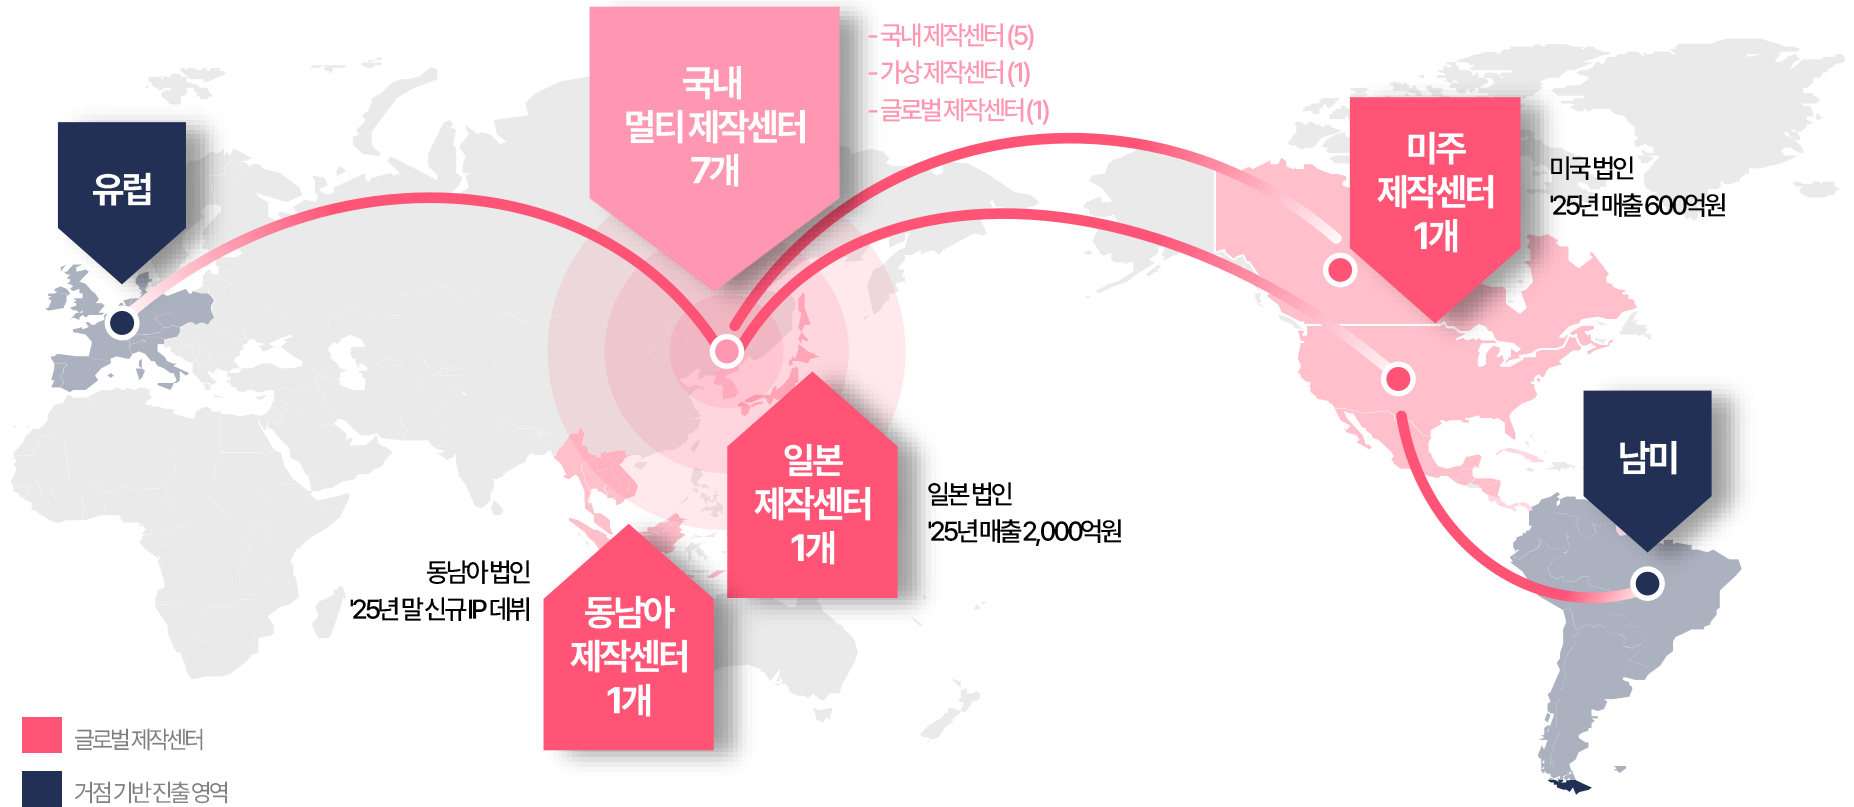 국내
멀티 제작센터
7개
- 국내 제작센터 (5)
- 가상 제작센터 (1)
- 글로벌 제작센터 (1)
유럽
미주
제작센터
1개
미국 법인
'25년 매출 600억원
남미
일본
제작센터
1개
일본 법인
'25년 매출 2,000억원
동남아 법인
'25년 말 신규 IP 데뷔
동남아
제작센터
1개
글로벌 제작센터
거점 기반 진출 영역